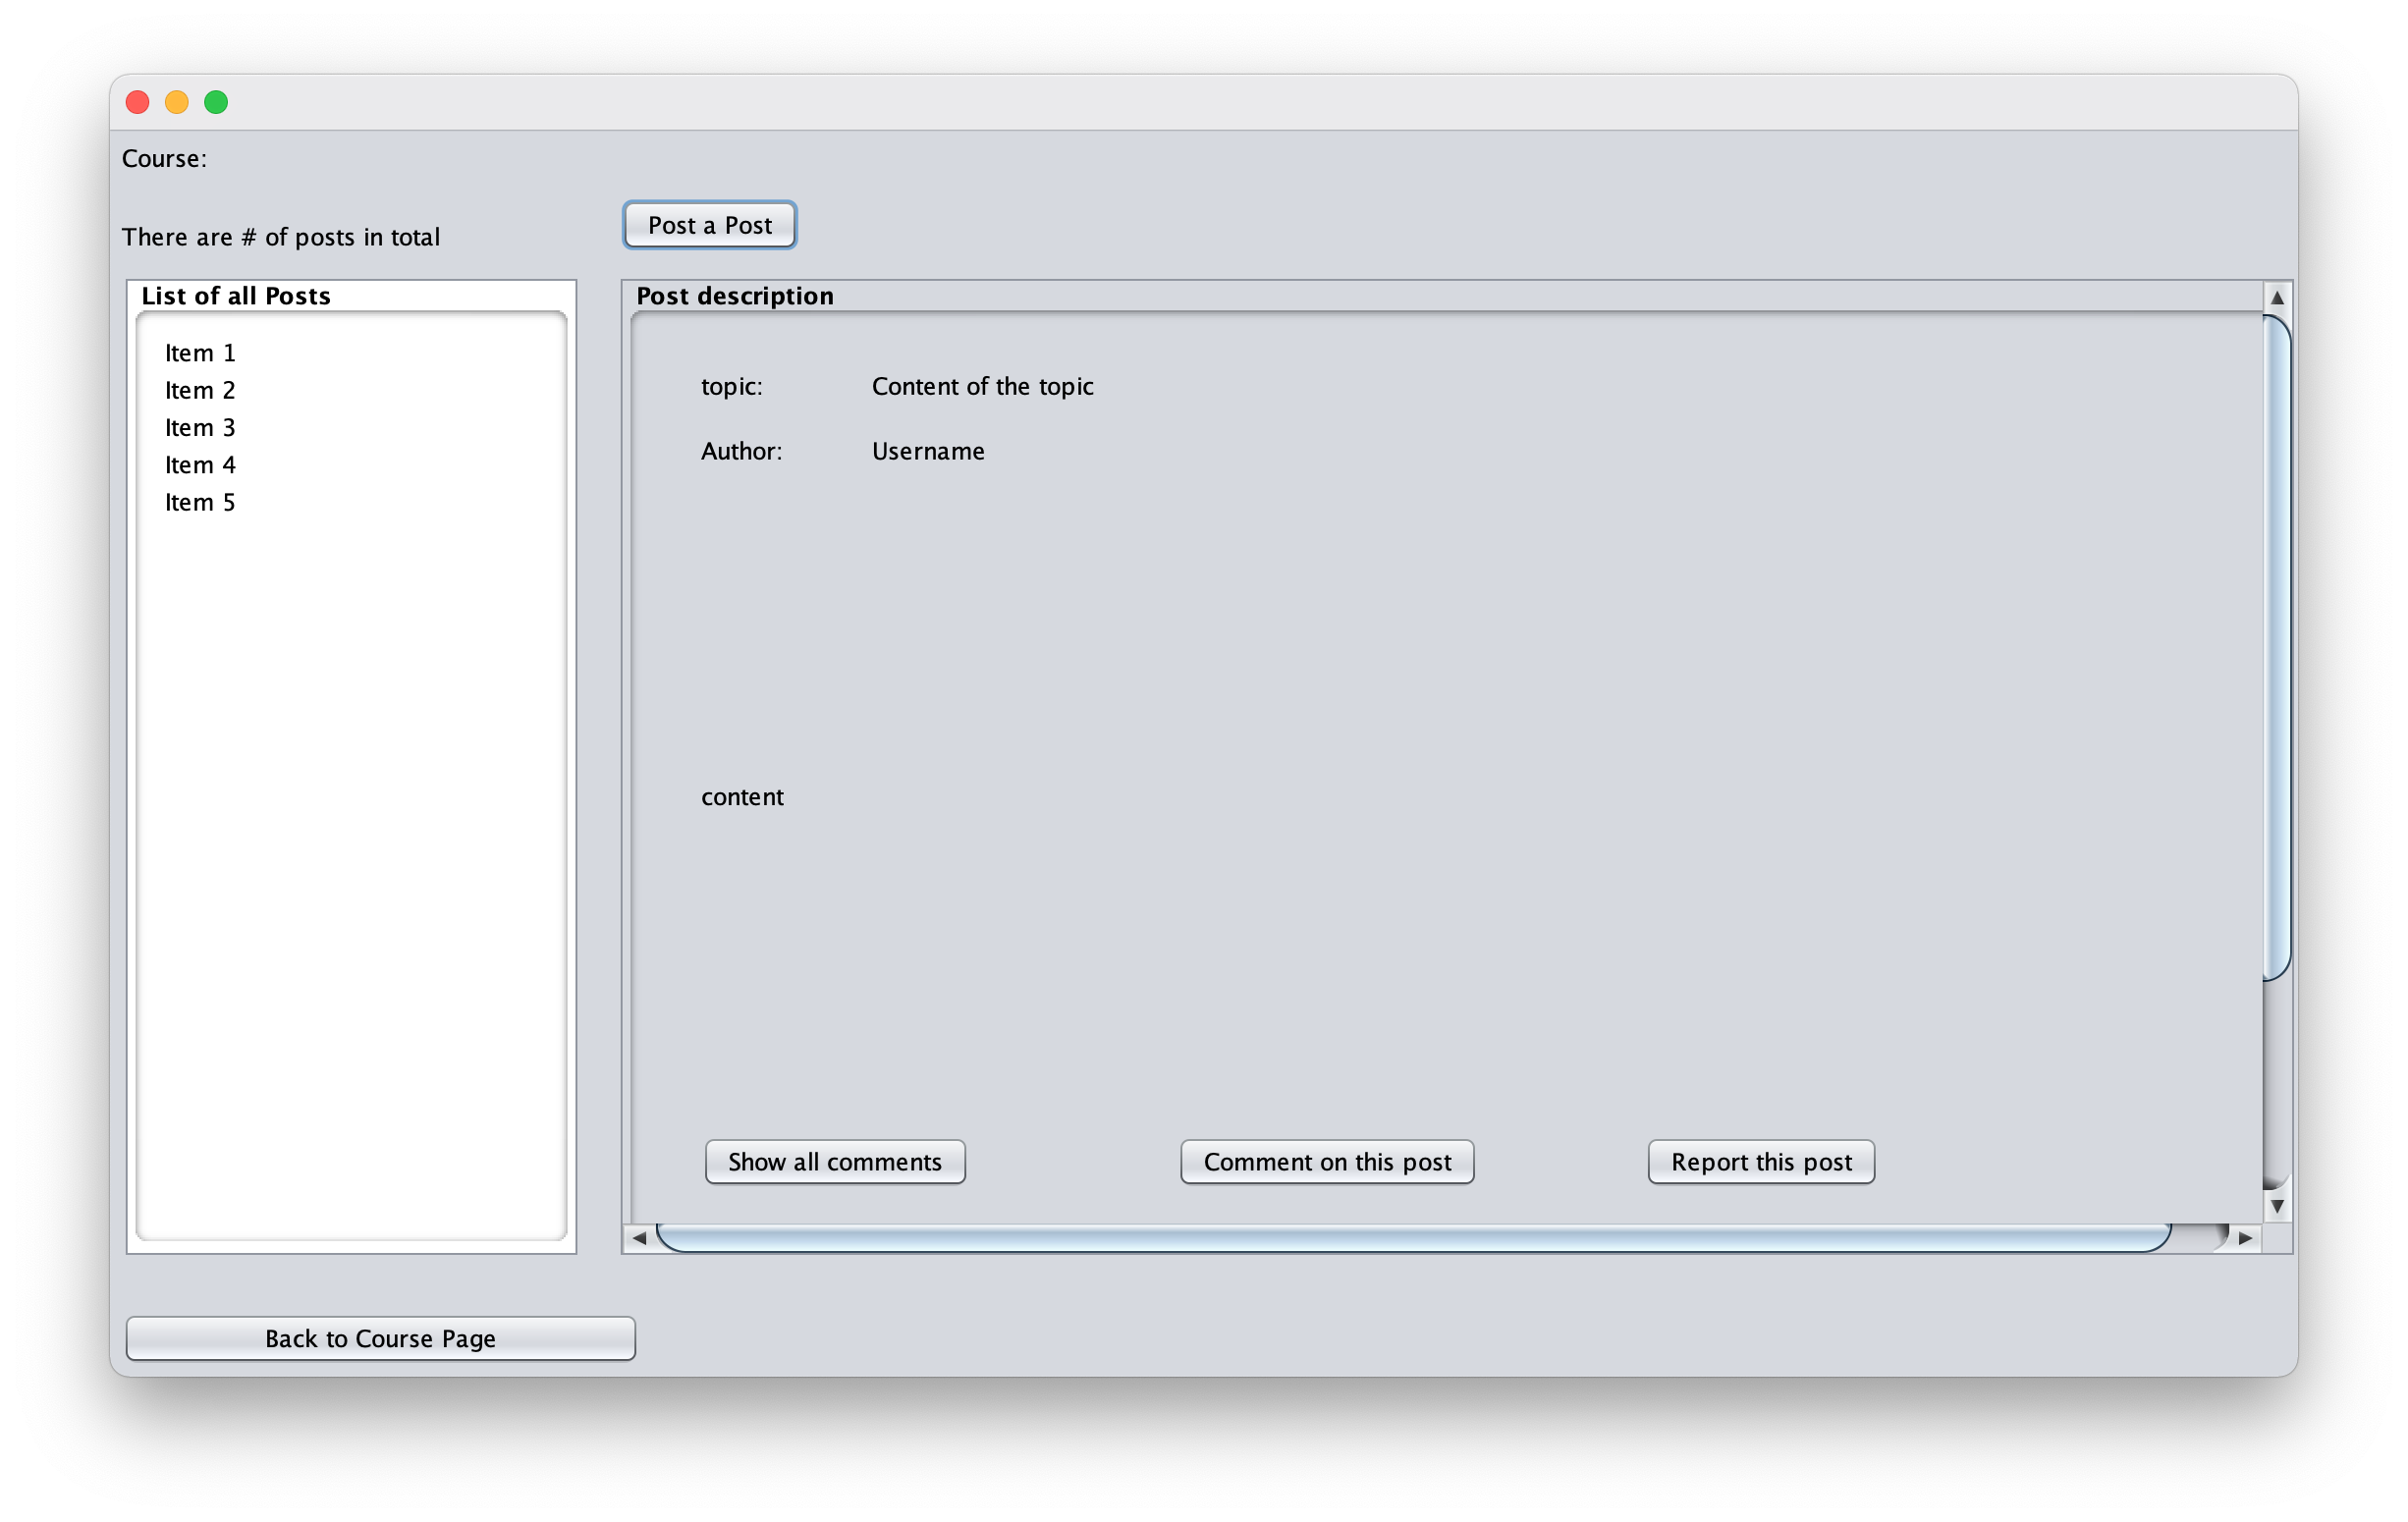 Course:
There are # of posts in total
Post a Post
List of all Posts
Item 1
Item 2
Item 3
Item 4
Item 5
Post description
topic: Content of the topic
Author: Username
content
Show all comments Comment on this post Report this post
Back to Course Page